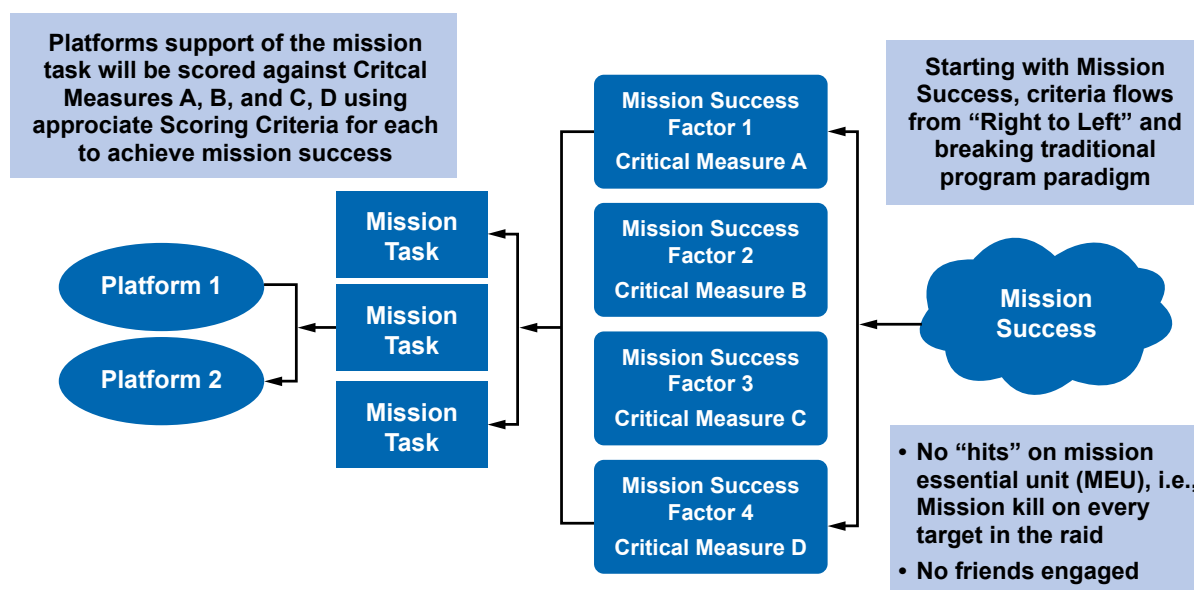 Platforms support of the mission
task will be scored against Critcal
Measures A, B, and C, D using
approciate Scoring Criteria for each
to achieve mission success
Mission Success
Factor 1
Critical Measure A
Starting with Mission
Success, criteria flows
from “Right to Left” and
breaking traditional
program paradigm
Mission
Task
Mission Success
Factor 2
Critical Measure B
Platform 1
Mission
Task
Mission
Success
Platform 2
Mission Success
Factor 3
Critical Measure C
Mission
Task
Mission Success
Factor 4
Critical Measure D
• No “hits” on mission
essential unit (MEU), i.e.,
Mission kill on every
target in the raid
• No friends engaged